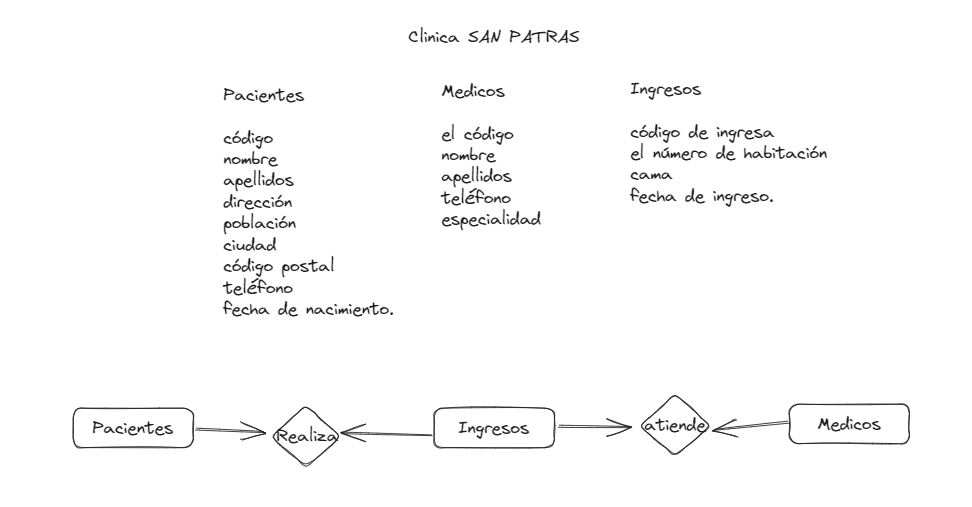 Clinica SAN PATRAS
Pacientes
código
nombre
apellidos
dirección
población
ciudad
código postal
teléfono
fecha de nacimiento.
Medicos
el código
nombre
apellidos
teléfono
especialidad
Ingresos
código de ingresa
el número de habitación
cama
fecha de ingreso.
Pacientes
Realiza
Ingresos
atiende
Medicos